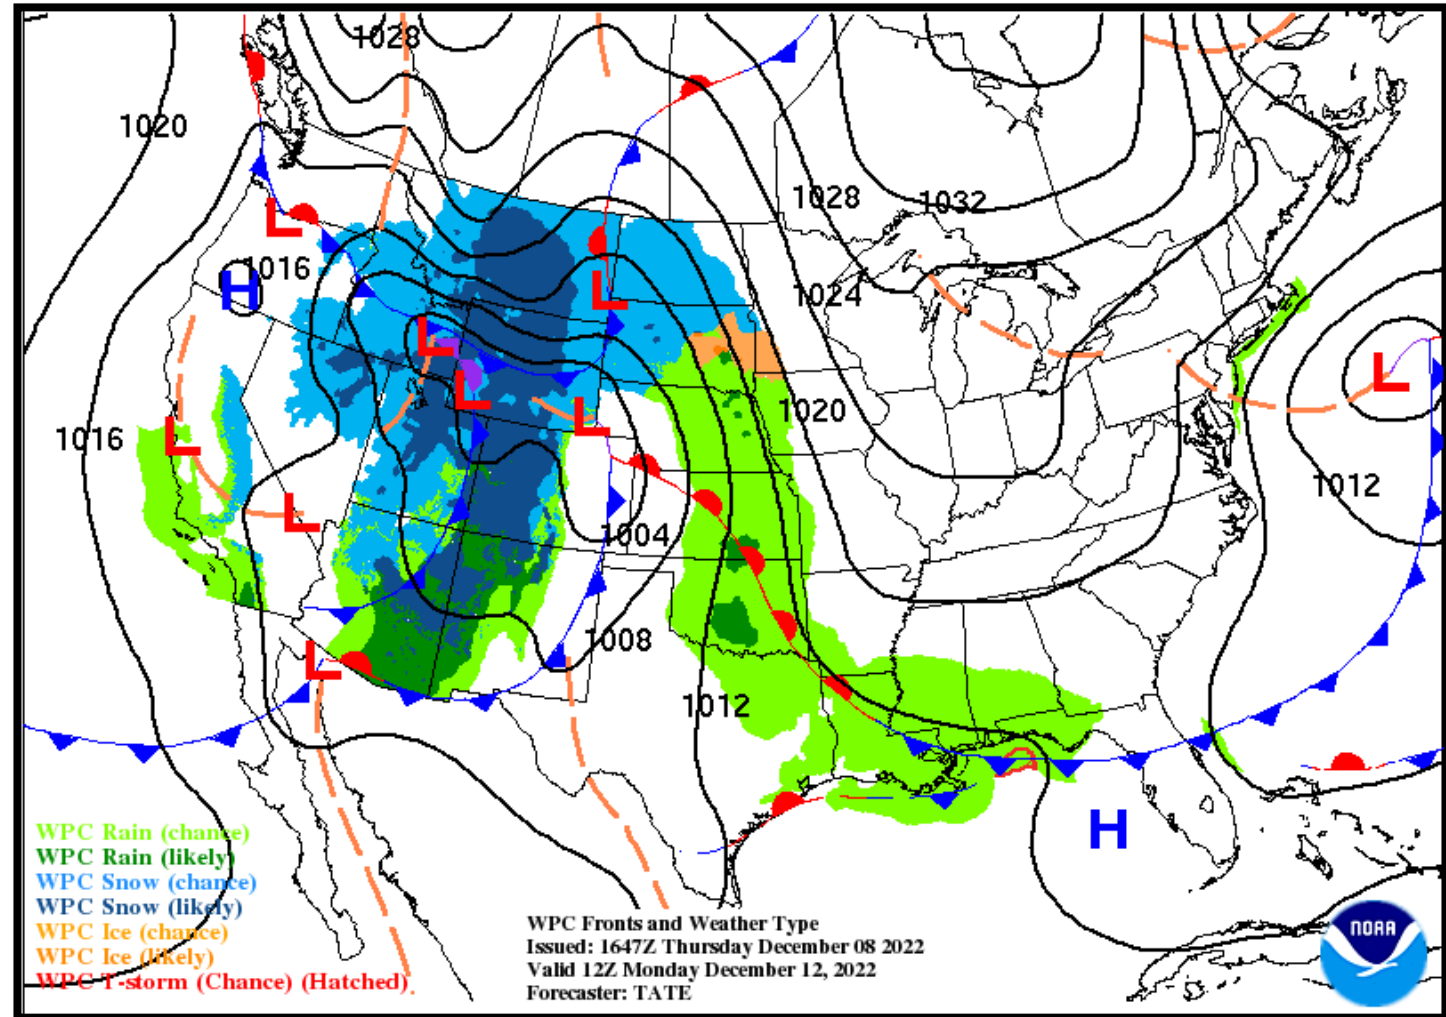 1028
1020
1028
1032
1016
H
1024
L
L
L
L
L
L
1020
L
1016
L
1012
L
1004
1008
L
1012
H
WPC Rain (chance)
WPC Rain (likely)
WPC Snow (chance)
WPC Snow (likely)
WPC Ice (chance)
WPC Ice (likely)
WPC T-storm (Chance) (Hatched)
WPC Fronts and Weather Type
Issued: 1647Z Thursday December 08 2022
Valid 12Z Monday December 12, 2022
Forecaster: TATE
NOAA